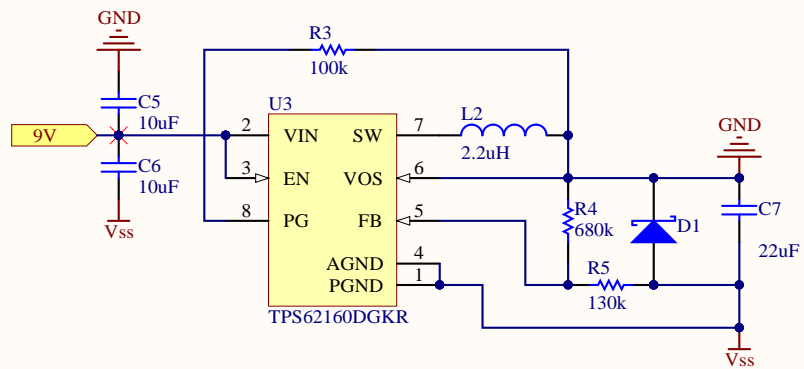 GND
R3
100k
C5
10uF
U3
L2
2.2uH
GND
9V
2
VIN
SW
7
C6
10uF
3
EN
VOS
6
R4
680k
D1
C7
22uF
8
PG
FB
5
Vss
AGND
4
PGND
1
R5
130k
TPS62160DGKR
Vss